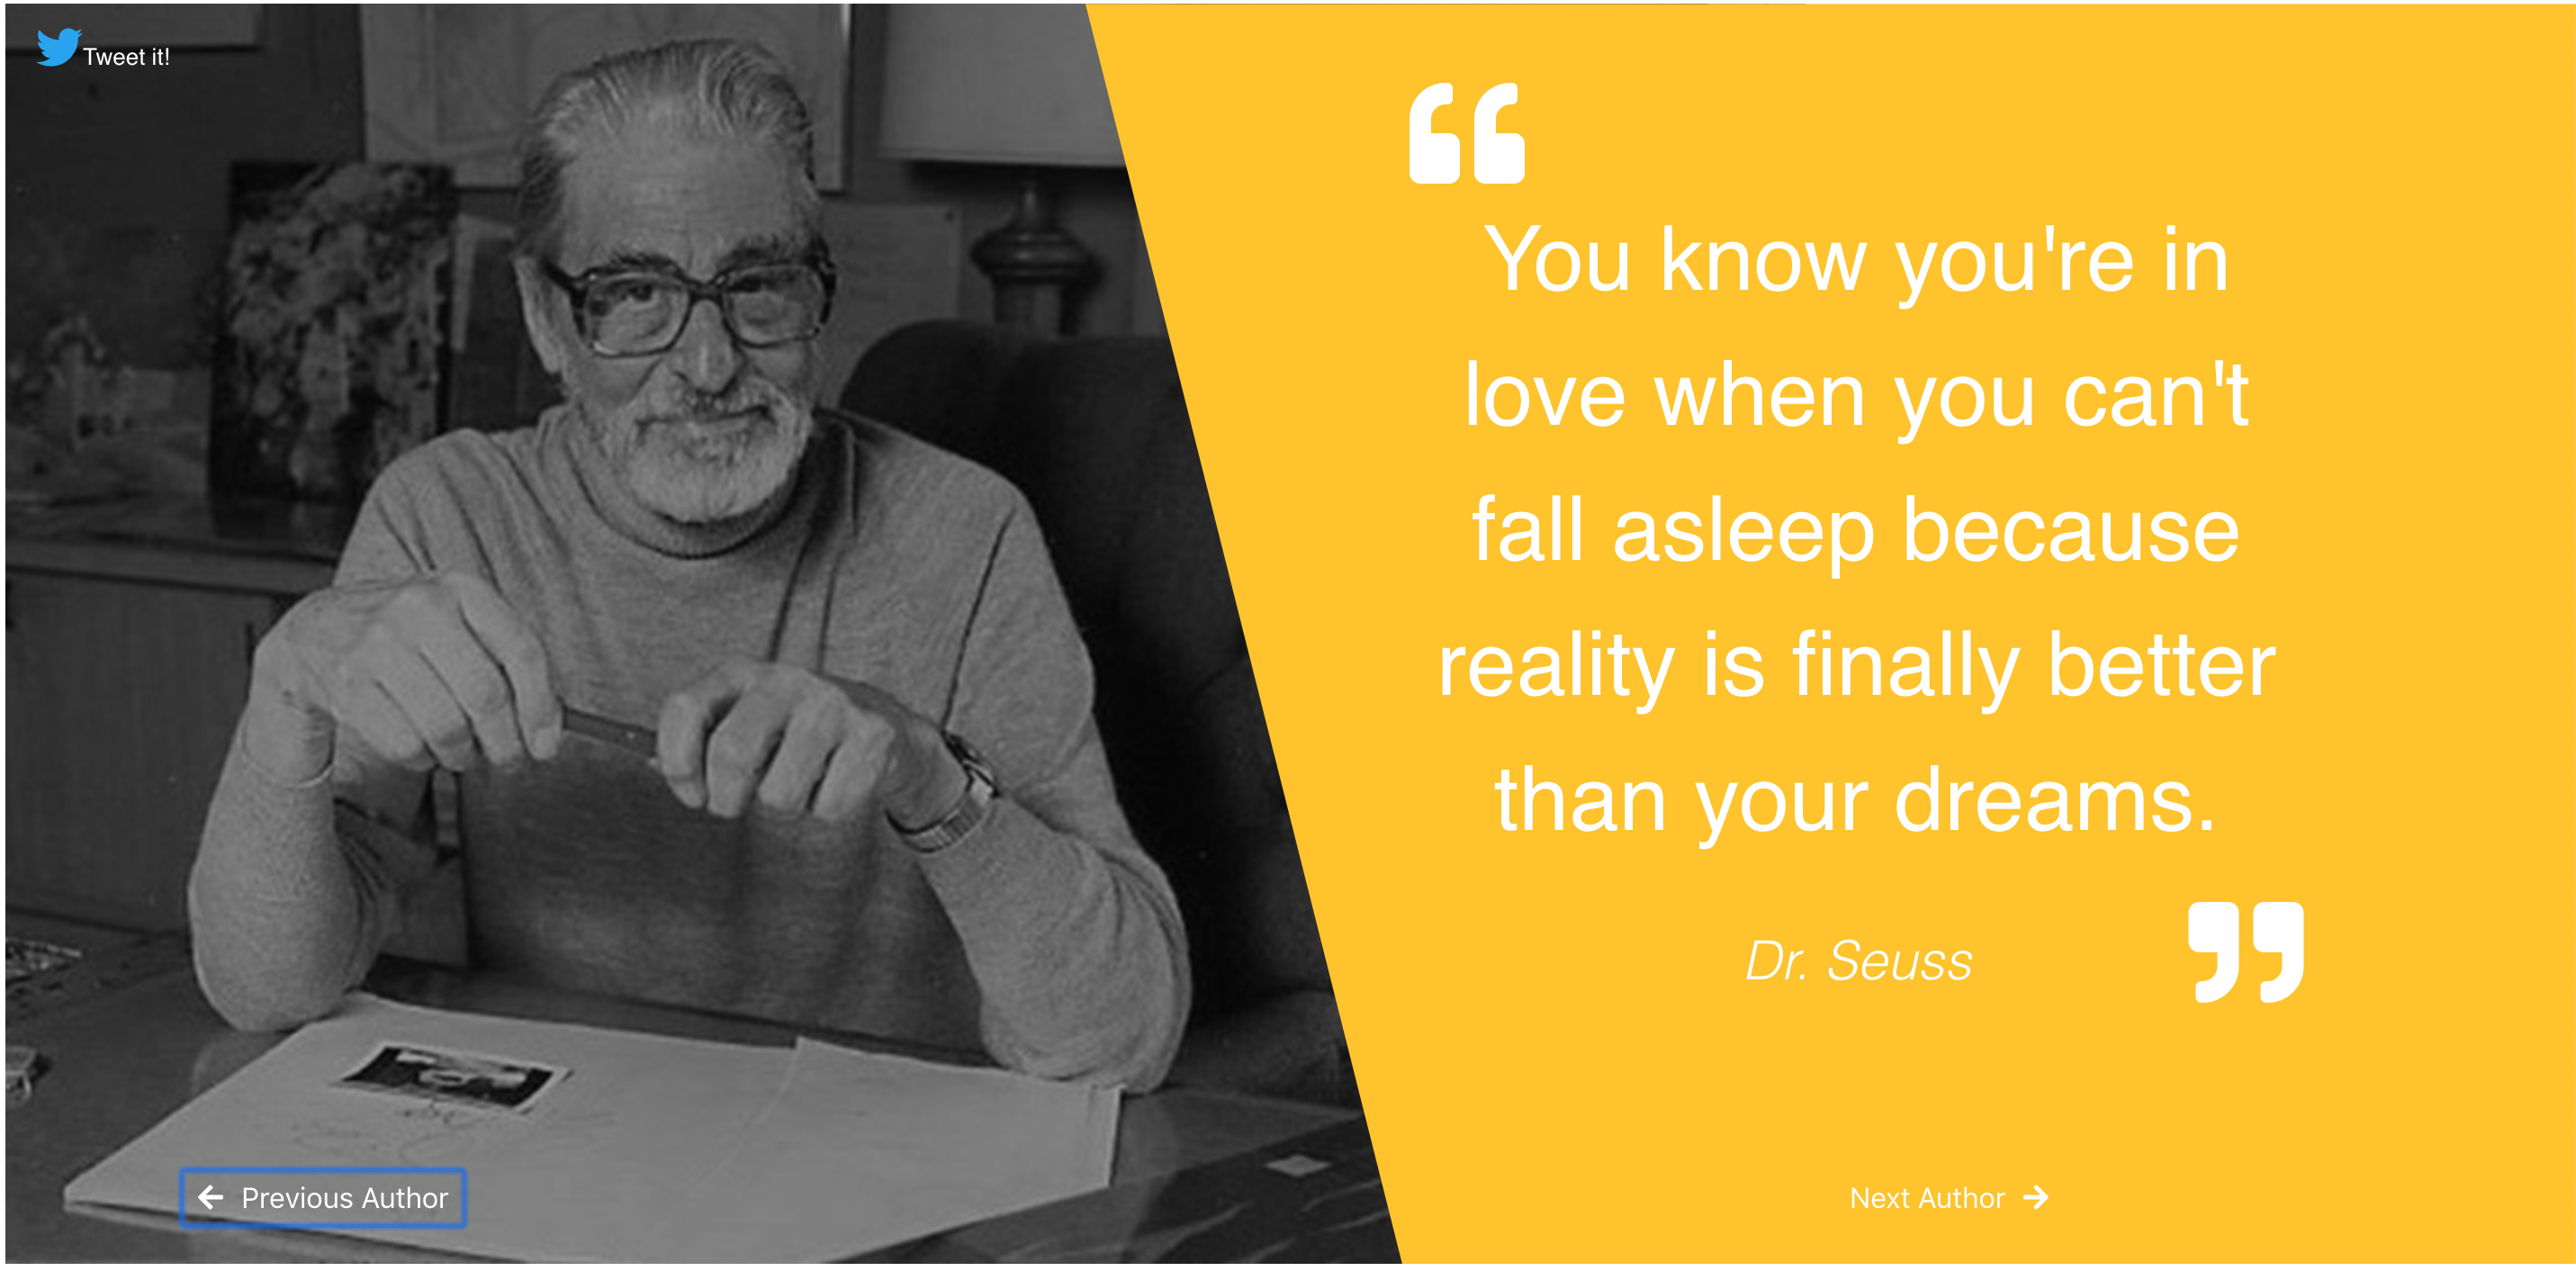 Tweet it!
You know you're in
love when you can't
fall asleep because
reality is finally better
than your dreams.
Dr. Seuss
Previous Author
Next Author